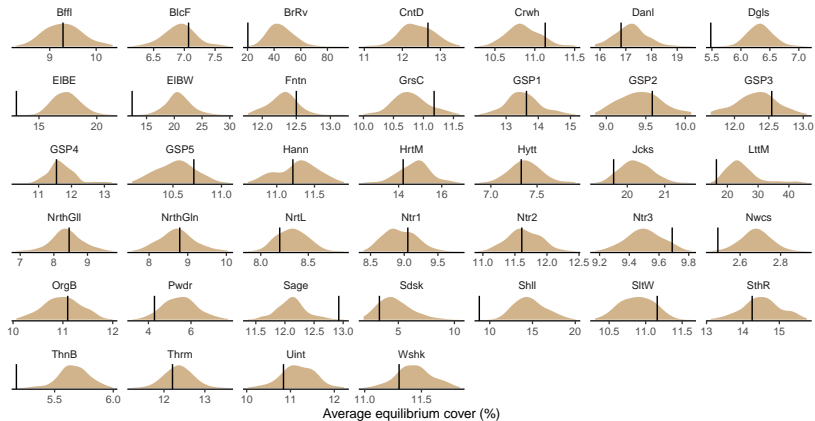 Bffl BlcF BrRv CntD Crwh Danl Dgls
9 10 6.5 7.0 7.5 20 40 60 80 11 12 13 10.5 11.0 11.5 16 17 18 19 5.5 6.0 6.5 7.0
ElBE ElBW Fntn GrsC GSP1 GSP2 GSP3
15 20 15 20 25 30 12.0 12.5 13.0 10.0 10.5 11.0 11.5 13 14 15 9.0 9.5 10.0 12.0 12.5 13.0
GSP4 GSP5 Hann HrtM Hytt Jcks LttM
11 12 13 10.5 11.0 11.0 11.5 14 16 7.0 7.5 20 21 20 30 40
NrthGll NrthGln NrtL Ntr1 Ntr2 Ntr3 Nwcs
7 8 9 8 9 10 8.0 8.5 8.5 9.0 9.5 11.0 11.5 12.0 12.5 9.2 9.4 9.6 9.8 2.6 2.8
OrgB Pwdr Sage Sdsk Shll SltW SthR
10 11 12 4 6 11.5 12.0 12.5 13.0 5 10 10 15 20 10.5 11.0 11.5 13 14 15
ThnB Thrm Uint Wshk
5.5 6.0 12 13 10 11 12 11.0 11.5
Average equilibrium cover (%)